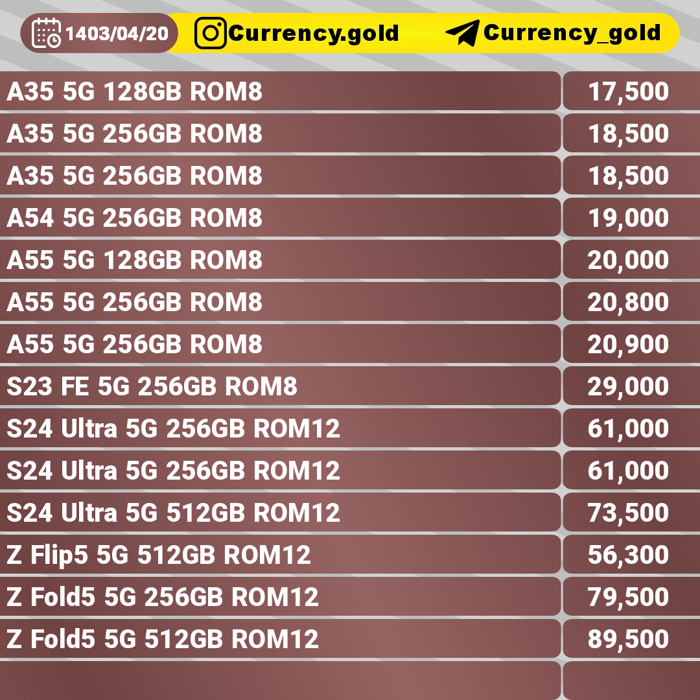 1403/04/20 Currency.gold Currency_gold
A35 5G 128GB ROM8 17,500
A35 5G 256GB ROM8 18,500
A35 5G 256GB ROM8 18,500
A54 5G 256GB ROM8 19,000
A55 5G 128GB ROM8 20,000
A55 5G 256GB ROM8 20,800
A55 5G 256GB ROM8 20,900
S23 FE 5G 256GB ROM8 29,000
S24 Ultra 5G 256GB ROM12 61,000
S24 Ultra 5G 256GB ROM12 61,000
S24 Ultra 5G 512GB ROM12 73,500
Z Flip5 5G 512GB ROM12 56,300
Z Fold5 5G 256GB ROM12 79,500
Z Fold5 5G 512GB ROM12 89,500